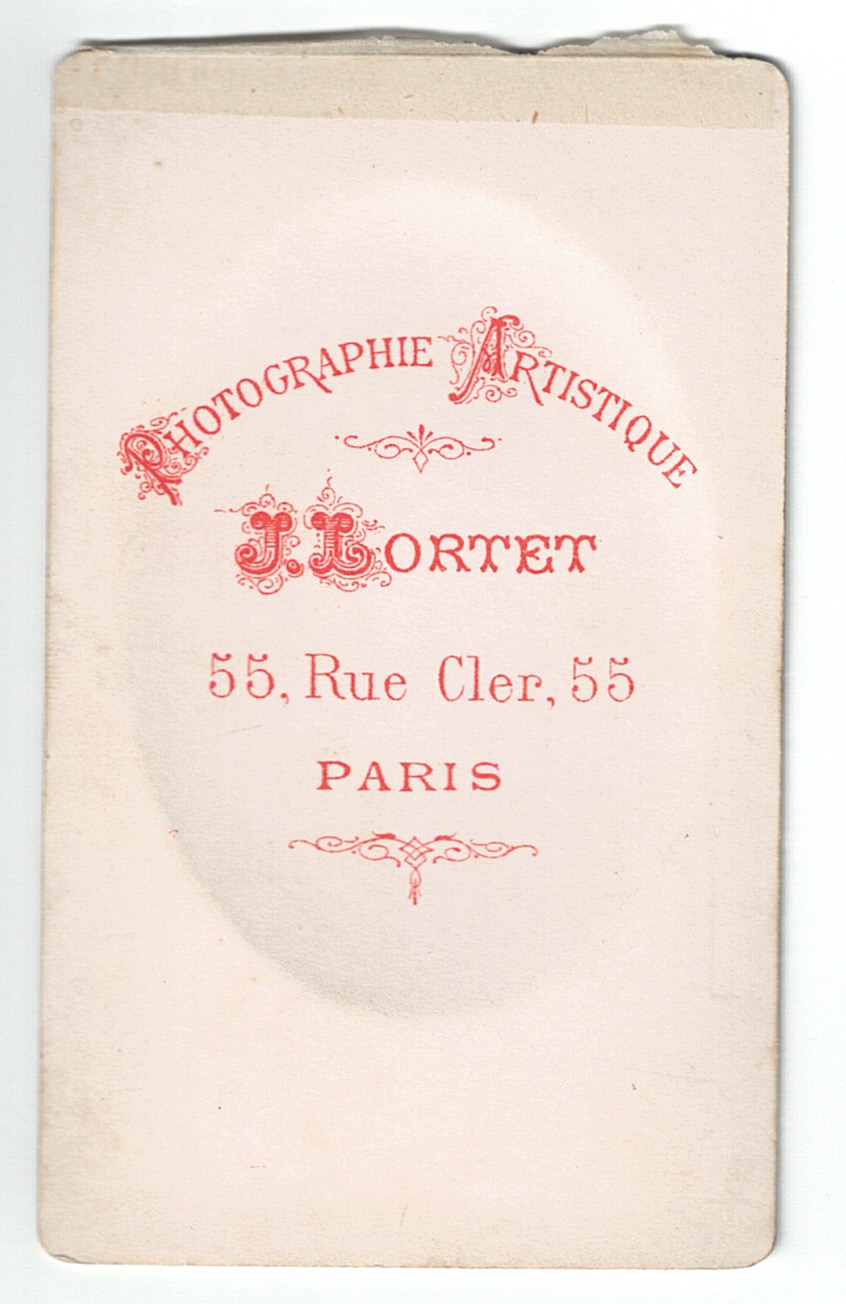 PHOTOGRAPHIE ARTISTIQUE
J. LORTET
55, Rue Cler, 55
PARIS